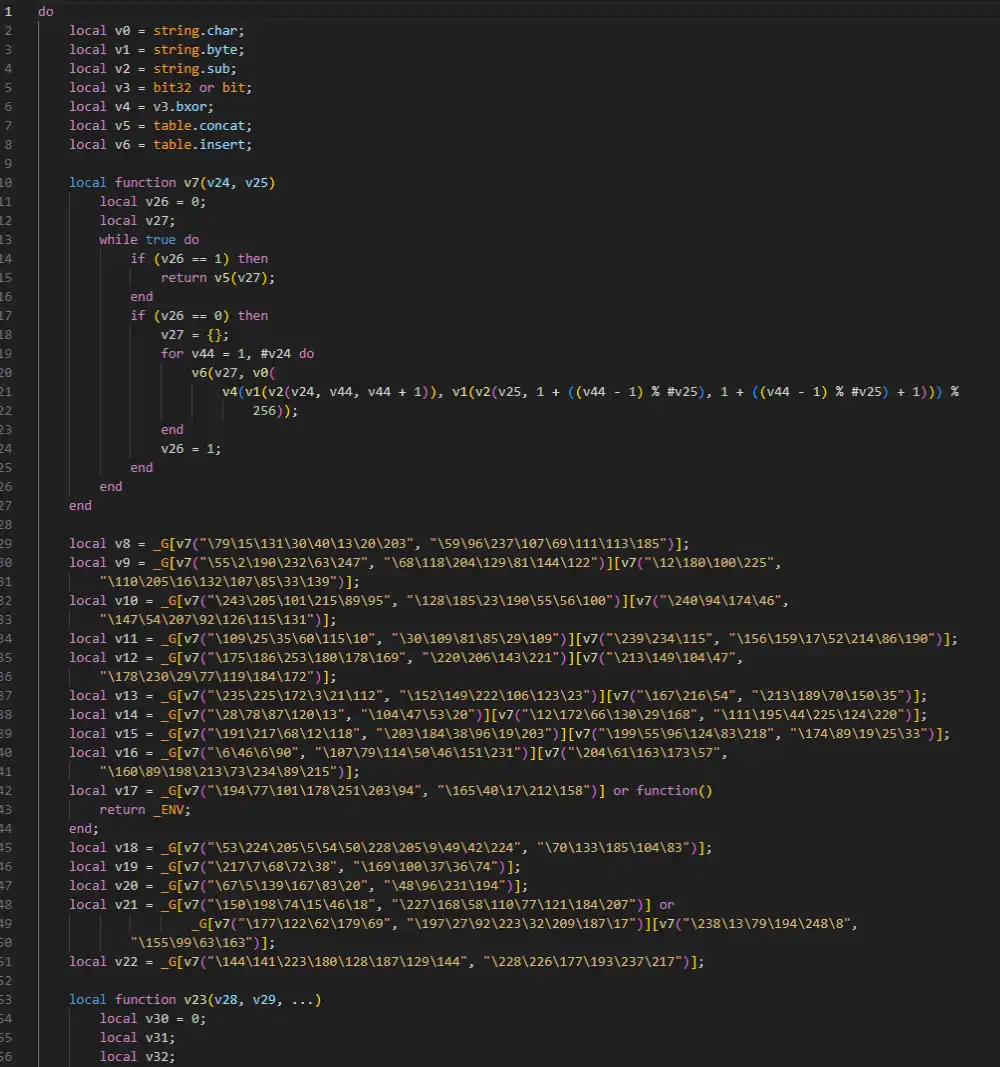 1 do
2 local v0 = string.char;
3 local v1 = string.byte;
4 local v2 = string.sub;
5 local v3 = bit32 or bit;
6 local v4 = v3.bxor;
7 local v5 = table.concat;
8 local v6 = table.insert;
9
10 local function v7(v24, v25)
11 local v26 = 0;
12 local v27;
13 while true do
14 if (v26 == 1) then
15 return v5(v27);
16 end
17 if (v26 == 0) then
18 v27 = {};
19 for v44 = 1, #v24 do
20 v6(v27, v0(
21 v4(v1(v2(v24, v44, v44 + 1)), v1(v2(v25, 1 + ((v44 - 1) % #v25), 1 + ((v44 - 1) % #v25) + 1))) %
22 256));
23 end
24 v26 = 1;
25 end
26 end
27 end
28
29 local v8 = _G[v7("\79\15\131\30\40\13\20\203", "\59\96\237\107\69\111\113\185")];
30 local v9 = _G[v7("\55\2\190\232\63\247", "\68\118\204\129\81\144\122")][v7("\12\180\100\225",
31 "\110\205\16\132\107\85\33\139")];
32 local v10 = _G[v7("\243\205\101\215\89\95", "\128\185\23\190\55\56\100")][v7("\240\94\174\46",
33 "\147\54\207\92\126\115\131")];
34 local v11 = _G[v7("\109\25\35\60\115\10", "\30\109\81\85\29\109")][v7("\239\234\115", "\156\159\17\52\214\86\190")];
35 local v12 = _G[v7("\175\186\253\180\178\169", "\220\206\143\221")][v7("\213\149\104\47",
36 "\178\230\29\77\119\184\172")];
37 local v13 = _G[v7("\235\225\172\3\21\112", "\152\149\222\106\123\23")][v7("\167\216\54", "\213\189\70\150\35")];
38 local v14 = _G[v7("\28\78\87\120\13", "\104\47\53\20")][v7("\12\172\66\130\29\168", "\111\195\44\225\124\220")];
39 local v15 = _G[v7("\191\217\68\12\118", "\203\184\38\96\19\203")][v7("\199\55\96\124\83\218", "\174\89\19\25\33")];
40 local v16 = _G[v7("\6\46\6\90", "\107\79\114\50\46\151\231")][v7("\204\61\163\173\57",
41 "\160\89\198\213\73\234\89\215")];
42 local v17 = _G[v7("\194\77\101\178\251\203\94", "\165\40\17\212\158")] or function()
43 return _ENV;
44 end;
45 local v18 = _G[v7("\53\224\205\5\54\50\228\205\9\49\42\224", "\70\133\185\104\83")];
46 local v19 = _G[v7("\217\7\68\72\38", "\169\100\37\36\74")];
47 local v20 = _G[v7("\67\5\139\167\83\20", "\48\96\231\194")];
48 local v21 = _G[v7("\150\198\74\15\46\18", "\227\168\58\110\77\121\184\207")] or
49 _G[v7("\177\122\62\179\69", "\197\27\92\223\32\209\187\17")][v7("\238\13\79\194\248\8",
50 "\155\99\63\163")];
51 local v22 = _G[v7("\144\141\223\180\128\187\129\144", "\228\226\177\193\237\217")];
52
53 local function v23(v28, v29, ...)
54 local v30 = 0;
55 local v31;
56 local v32;